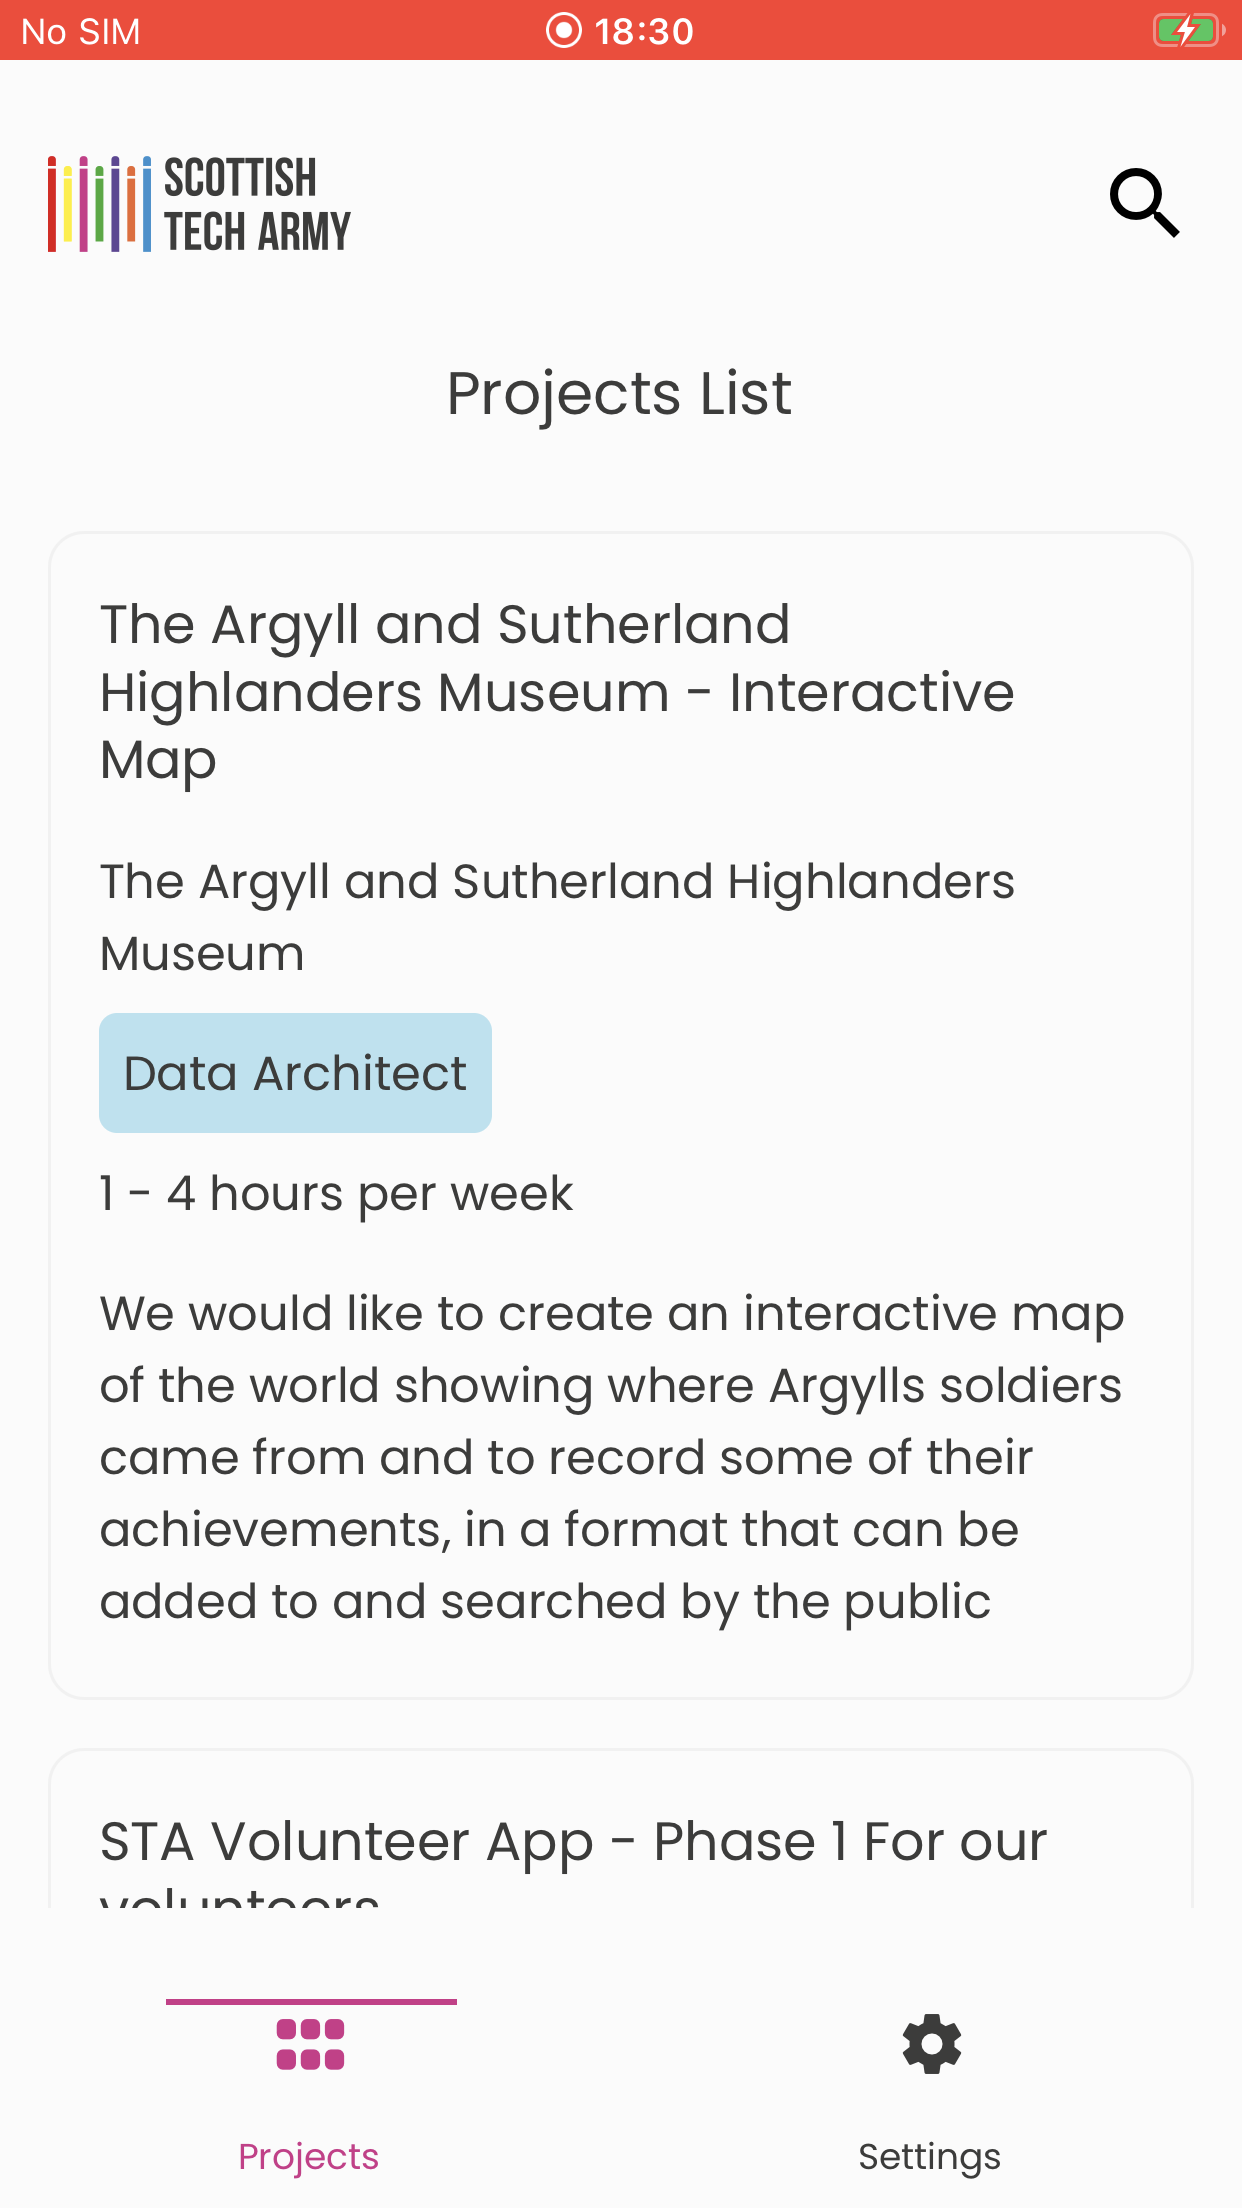 No SIM
18:30
SCOTTISH
TECH ARMY
Projects List
The Argyll and Sutherland
Highlanders Museum - Interactive
Map
The Argyll and Sutherland Highlanders
Museum
Data Architect
1 - 4 hours per week
We would like to create an interactive map
of the world showing where Argylls soldiers
came from and to record some of their
achievements, in a format that can be
added to and searched by the public
STA Volunteer App - Phase 1 For our
volunteers
Projects
Settings